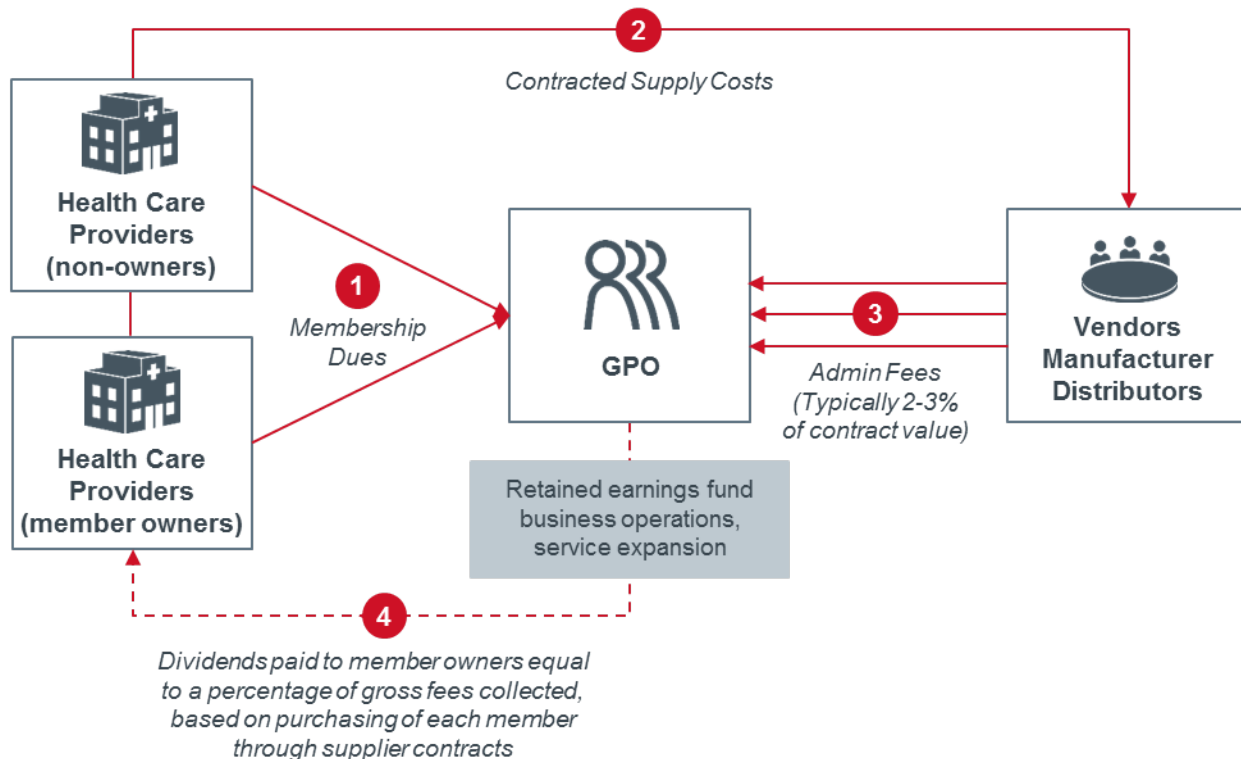 2
Contracted Supply Costs
Health Care
Providers
(non-owners)
1
Membership
Dues
Health Care
Providers
(member owners)
GPO
3
Admin Fees
(Typically 2-3%
of contract value)
Vendors
Manufacturer
Distributors
Retained earnings fund
business operations,
service expansion
4
Dividends paid to member owners equal
to a percentage of gross fees collected,
based on purchasing of each member
through supplier contracts